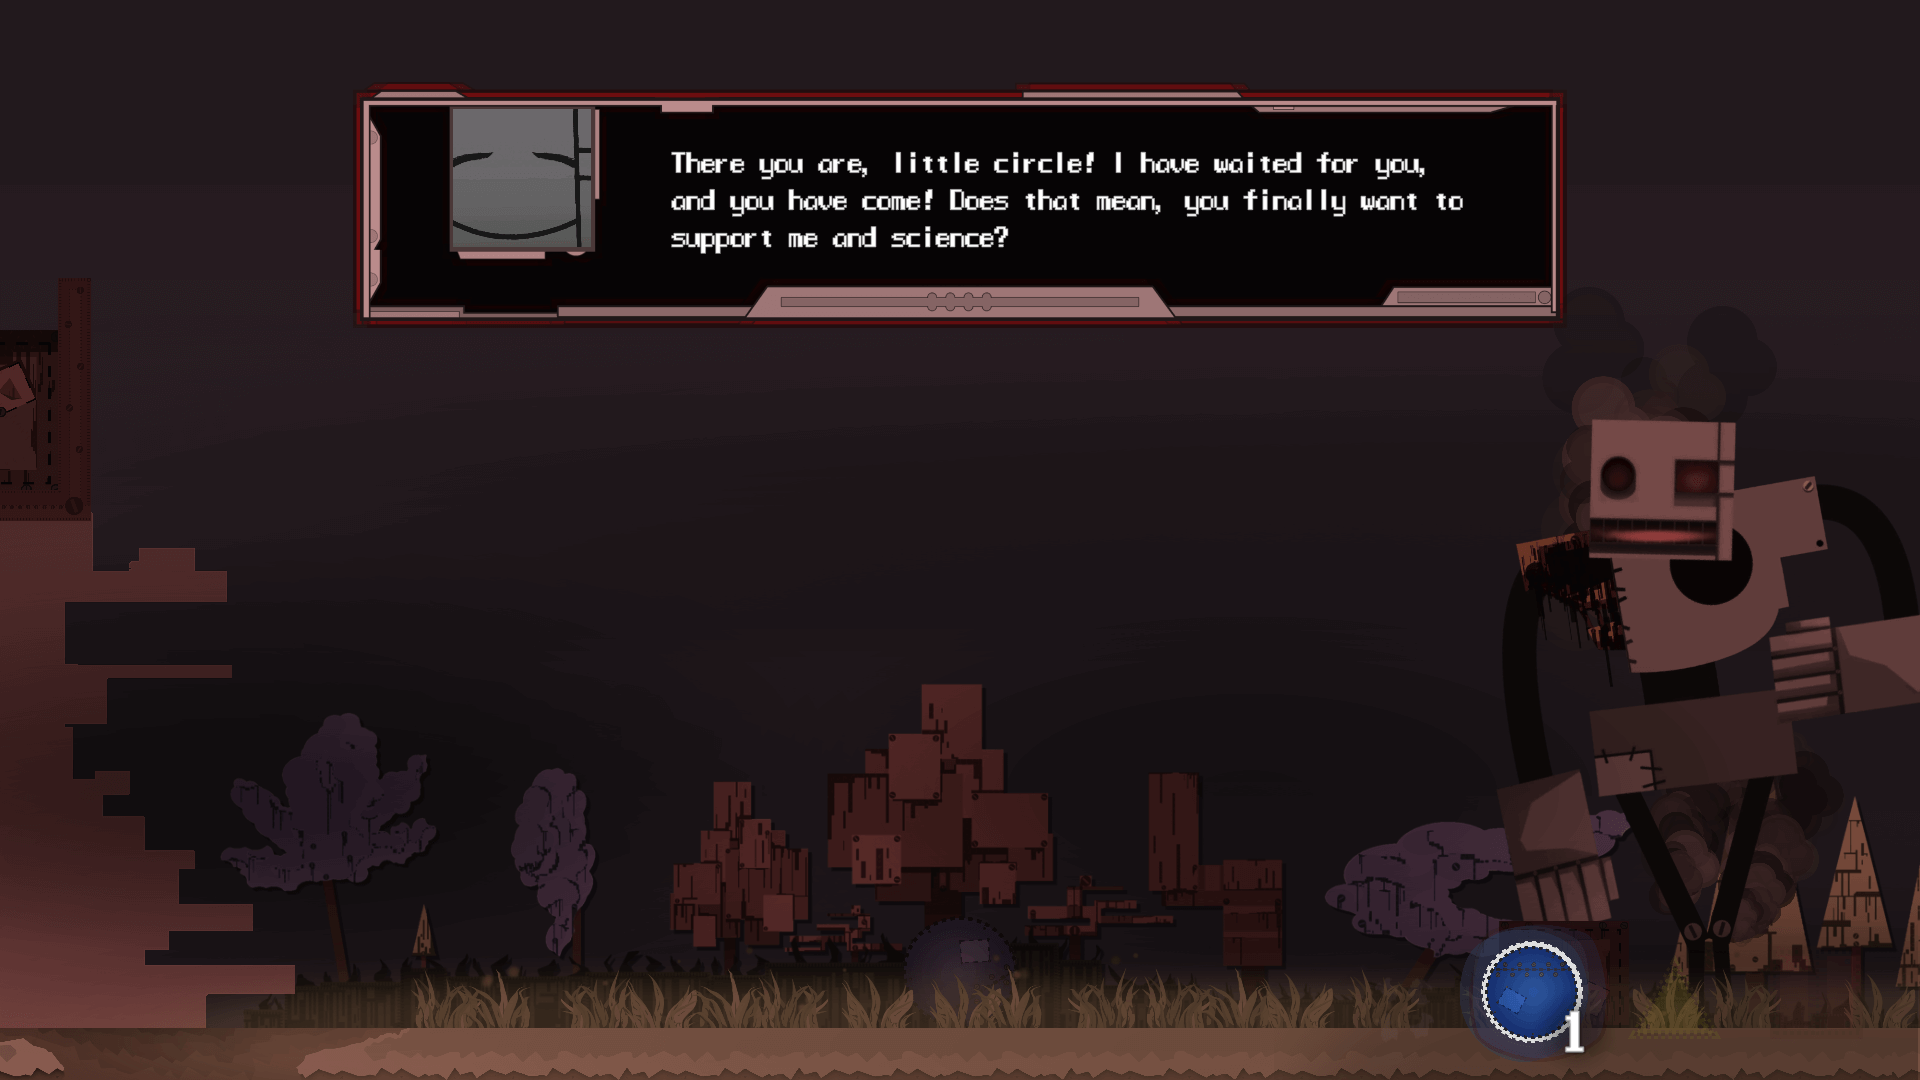 There you are, little circle! I have waited for you,
and you have come! Does that mean, you finally want to
support me and science?
1